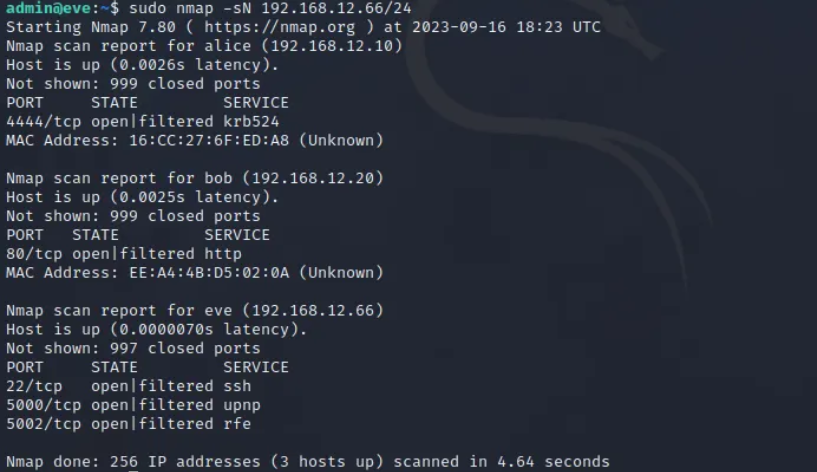 admin@eve:~$ sudo nmap -sN 192.168.12.66/24
Starting Nmap 7.80 ( https://nmap.org ) at 2023-09-16 18:23 UTC
Nmap scan report for alice (192.168.12.10)
Host is up (0.0026s latency).
Not shown: 999 closed ports
PORT     STATE         SERVICE
4444/tcp open|filtered krb524
MAC Address: 16:CC:27:6F:ED:A8 (Unknown)

Nmap scan report for bob (192.168.12.20)
Host is up (0.0025s latency).
Not shown: 999 closed ports
PORT   STATE         SERVICE
80/tcp open|filtered http
MAC Address: EE:A4:4B:D5:02:0A (Unknown)

Nmap scan report for eve (192.168.12.66)
Host is up (0.0000070s latency).
Not shown: 997 closed ports
PORT     STATE         SERVICE
22/tcp   open|filtered ssh
5000/tcp open|filtered upnp
5002/tcp open|filtered rfe

Nmap done: 256 IP addresses (3 hosts up) scanned in 4.64 seconds